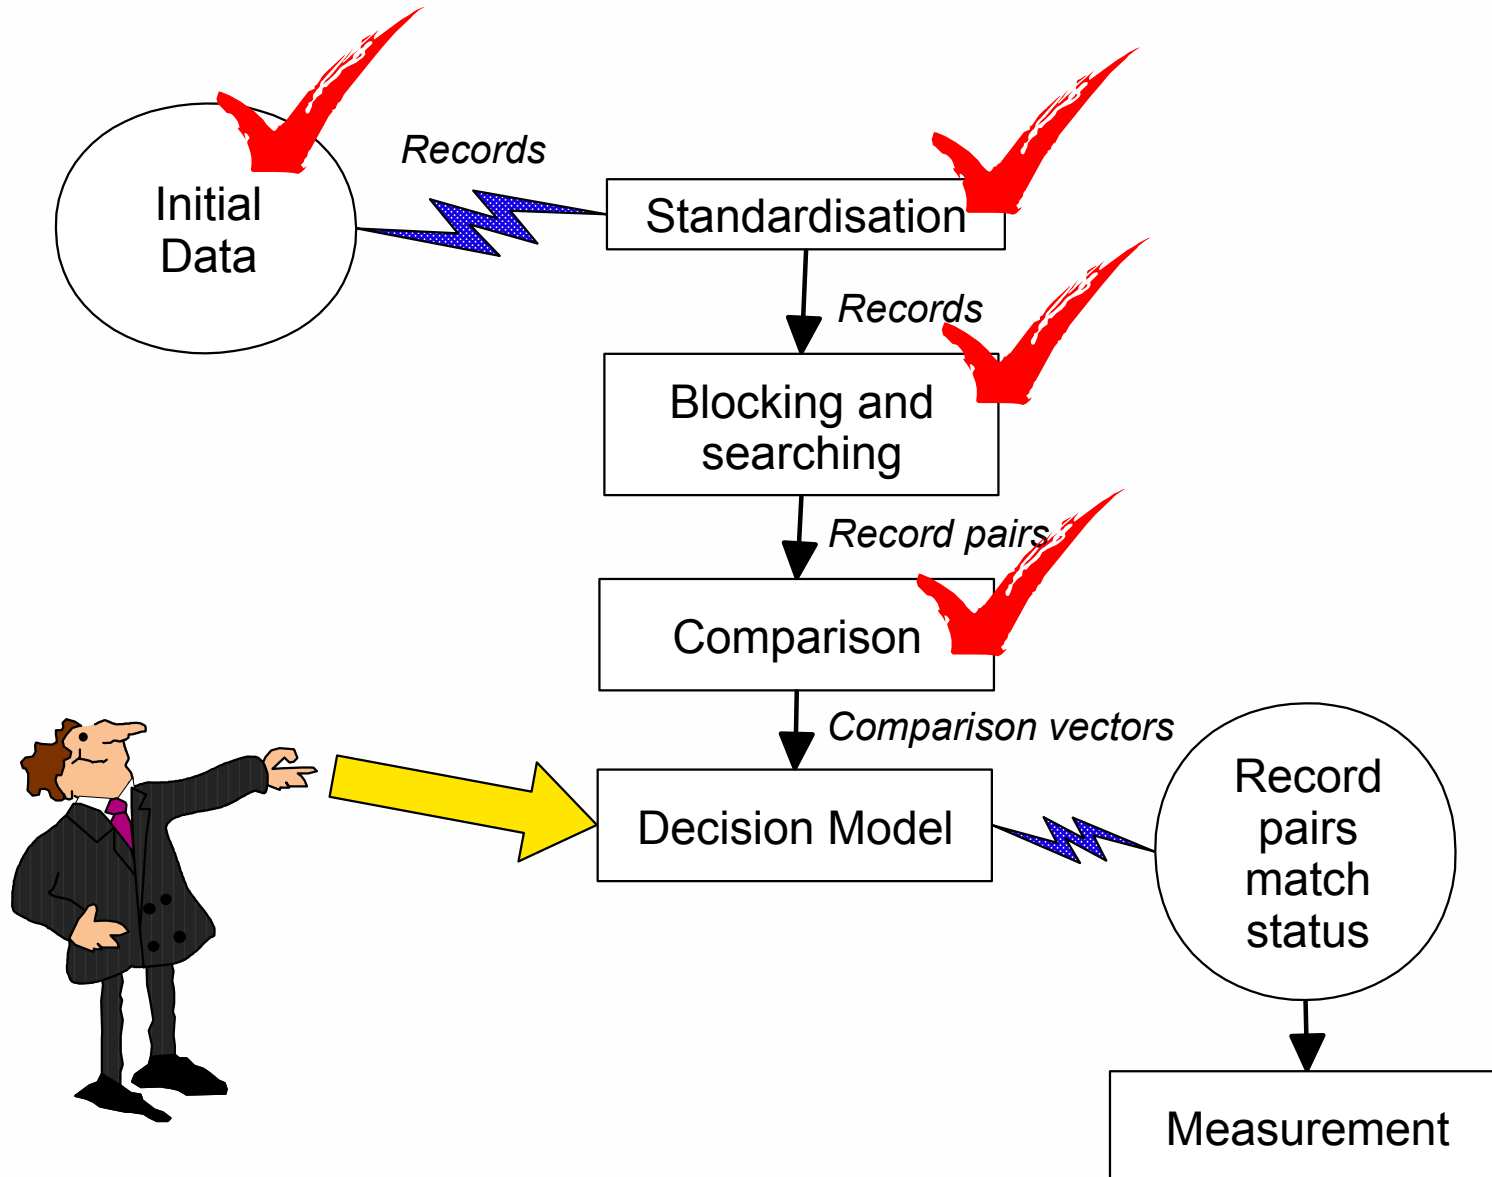 Records
Initial
Data
Standardisation
Records
Blocking and
searching
Record pairs
Comparison
Comparison vectors
Decision Model
Record
pairs
match
status
Measurement